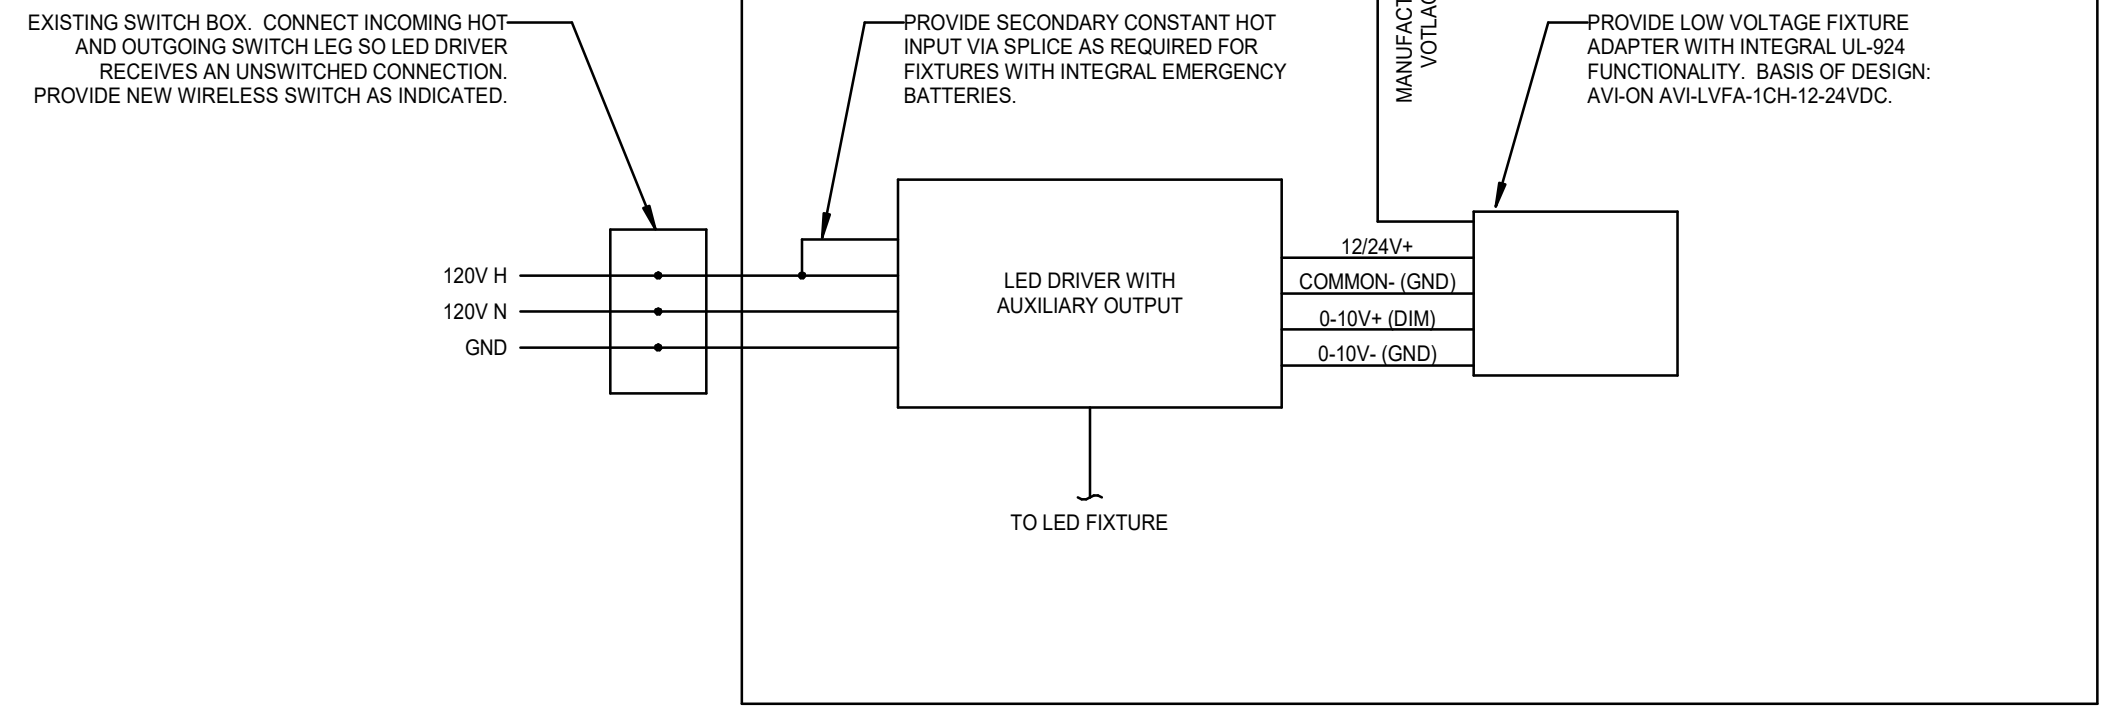 EXISTING SWITCH BOX. CONNECT INCOMING HOT
AND OUTGOING SWITCH LEG SO LED DRIVER
RECEIVES AN UNSWITCHED CONNECTION.
PROVIDE NEW WIRELESS SWITCH AS INDICATED.
PROVIDE SECONDARY CONSTANT HOT
INPUT VIA SPLICE AS REQUIRED FOR
FIXTURES WITH INTEGRAL EMERGENCY
BATTERIES.
PROVIDE LOW VOLTAGE FIXTURE
ADAPTER WITH INTEGRAL UL-924
FUNCTIONALITY. BASIS OF DESIGN:
AVI-ON AVI-LVFA-1CH-12-24VDC.
120V H
120V N
GND
LED DRIVER WITH
AUXILIARY OUTPUT
12/24V+
COMMON- (GND)
0-10V+ (DIM)
0-10V- (GND)
TO LED FIXTURE